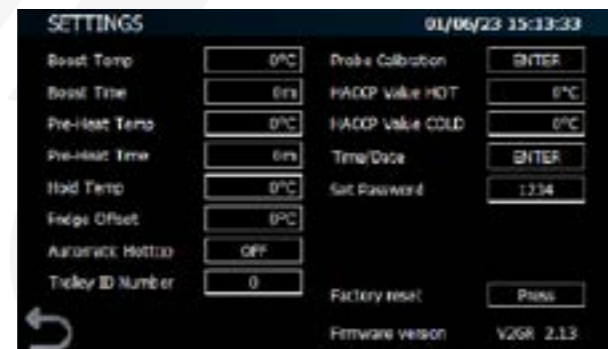 SETTINGS 01/06/23 15:13:33
Boost Temp 0°C
Boost Time 0m
Pre-Heat Temp 0°C
Pre-Heat Time 0m
Hold Temp 0°C
Fridge Offset 0°C
Automatic Hottup OFF
Trolley ID Number 0
Probe Calibration ENTER
HACCP Value HOT 0°C
HACCP Value COLD 0°C
Time/Date ENTER
Set Password 1234
Factory reset Press
Firmware version V2GR 2.13